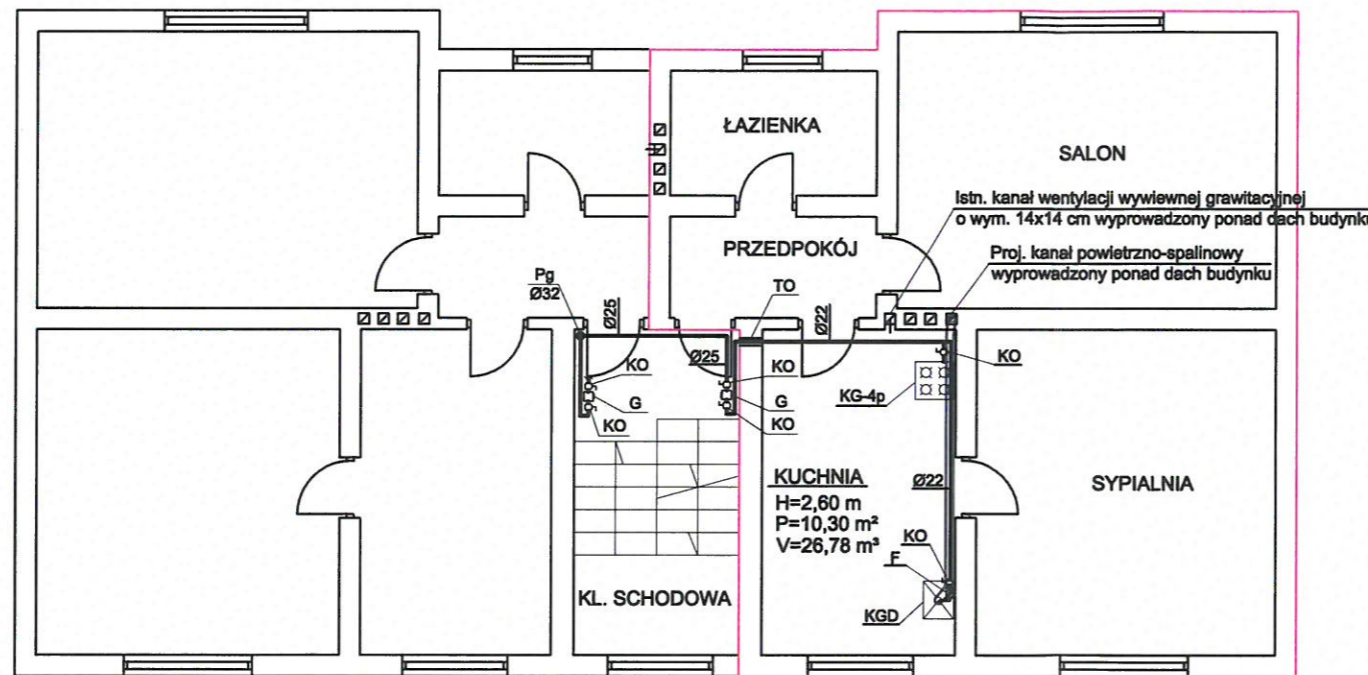 ŁAZIENKA
SALON
Istn. kanał wentylacji wywiewnej grawitacyjnej
o wym. 14x14 cm wyprowadzony ponad dach budynku
PRZEDPOKÓJ
Proj. kanał powietrzno-spalinowy
wyprowadzony ponad dach budynku
Pg
Ø32
Ø25
TO
Ø22
Ø25
KO
KO
KO
G
KG-4p
G
KO
KO
KUCHNIA
H=2,60 m
P=10,30 m²
V=26,78 m³
Ø22
SYPIALNIA
KO
F
KL. SCHODOWA
KGD